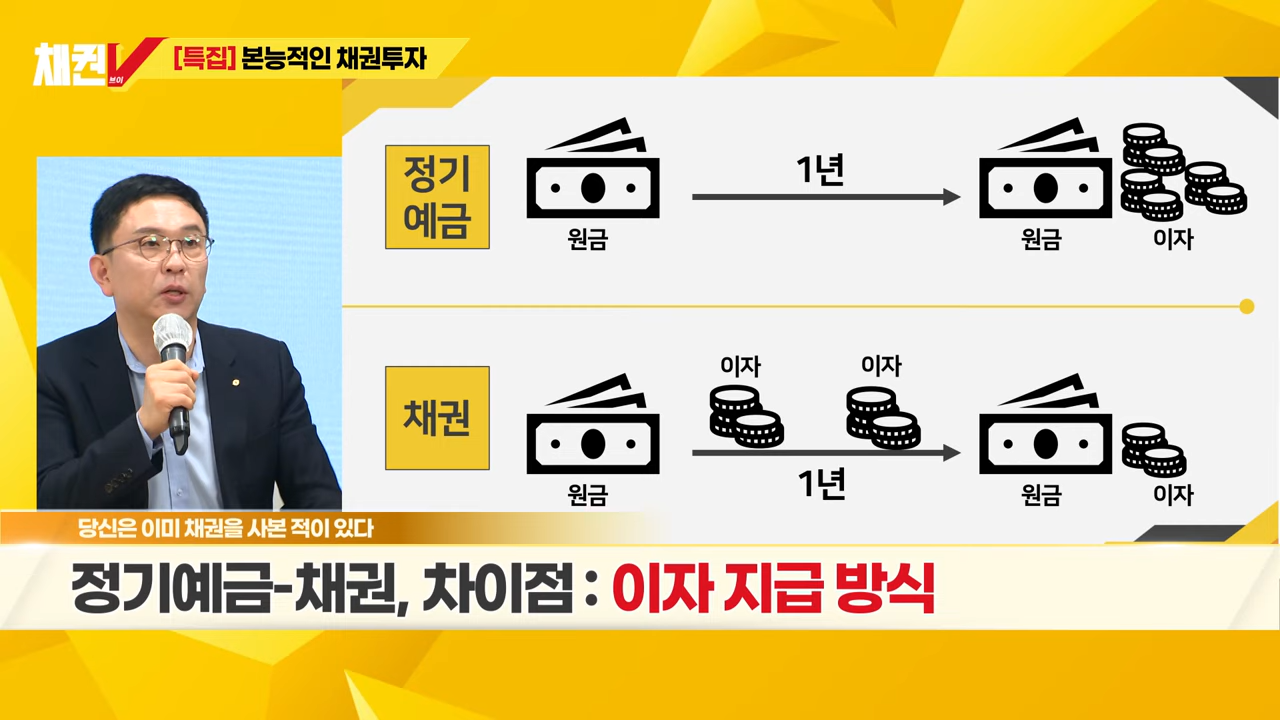 채권V
브이
[특집] 본능적인 채권투자
정기
예금
원금
1년
원금
이자
채권
원금
이자
이자
1년
원금
이자
당신은 이미 채권을 사본 적이 있다
정기예금-채권, 차이점 : 이자 지급 방식